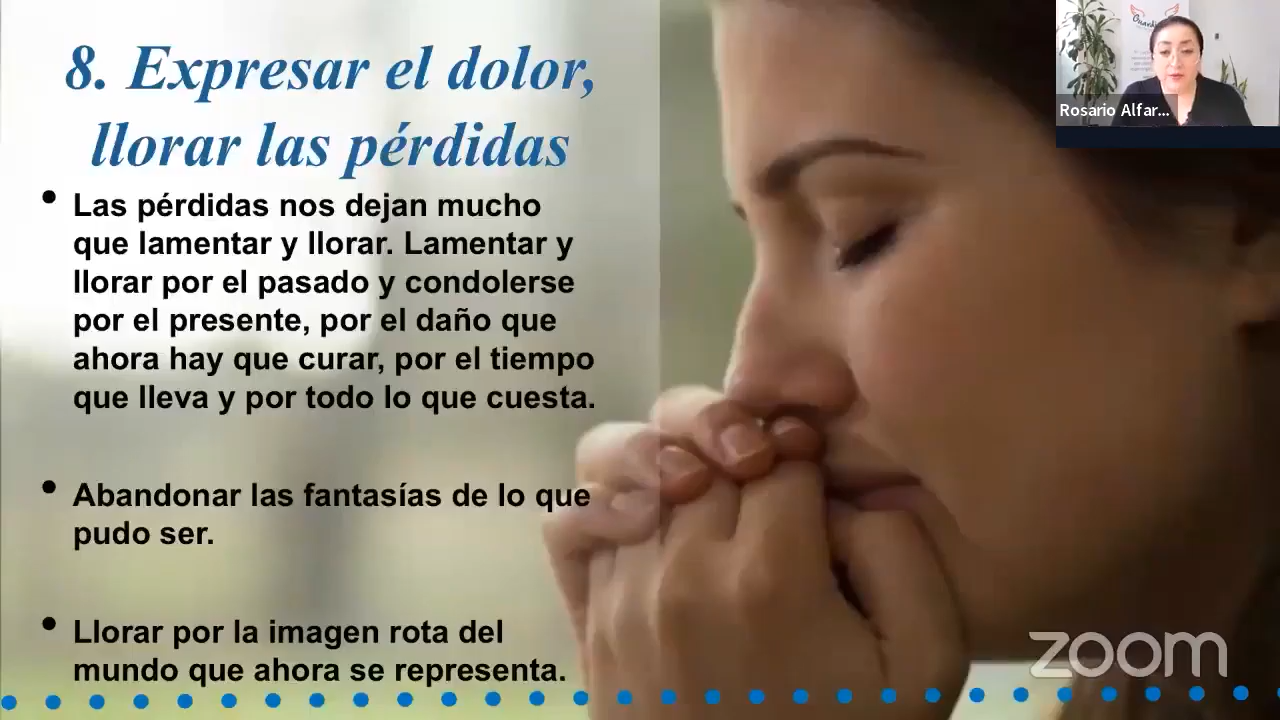 8. Expresar el dolor,
llorar las pérdidas
• Las pérdidas nos dejan mucho
que lamentar y llorar. Lamentar y
llorar por el pasado y condolerse
por el presente, por el daño que
ahora hay que curar, por el tiempo
que lleva y por todo lo que cuesta.
• Abandonar las fantasías de lo que
pudo ser.
• Llorar por la imagen rota del
mundo que ahora se representa.
Rosario Alfar...
zoom